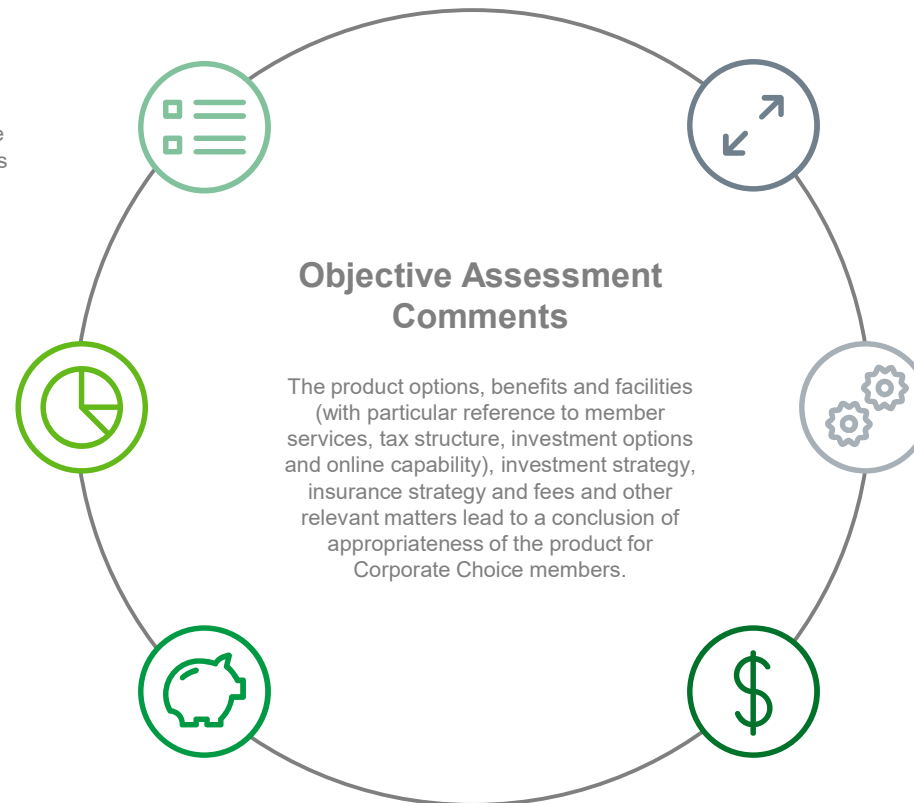 Objective Assessment
Comments
The product options, benefits and facilities
(with particular reference to member
services, tax structure, investment options
and online capability), investment strategy,
insurance strategy and fees and other
relevant matters lead to a conclusion of
appropriateness of the product for
Corporate Choice members.